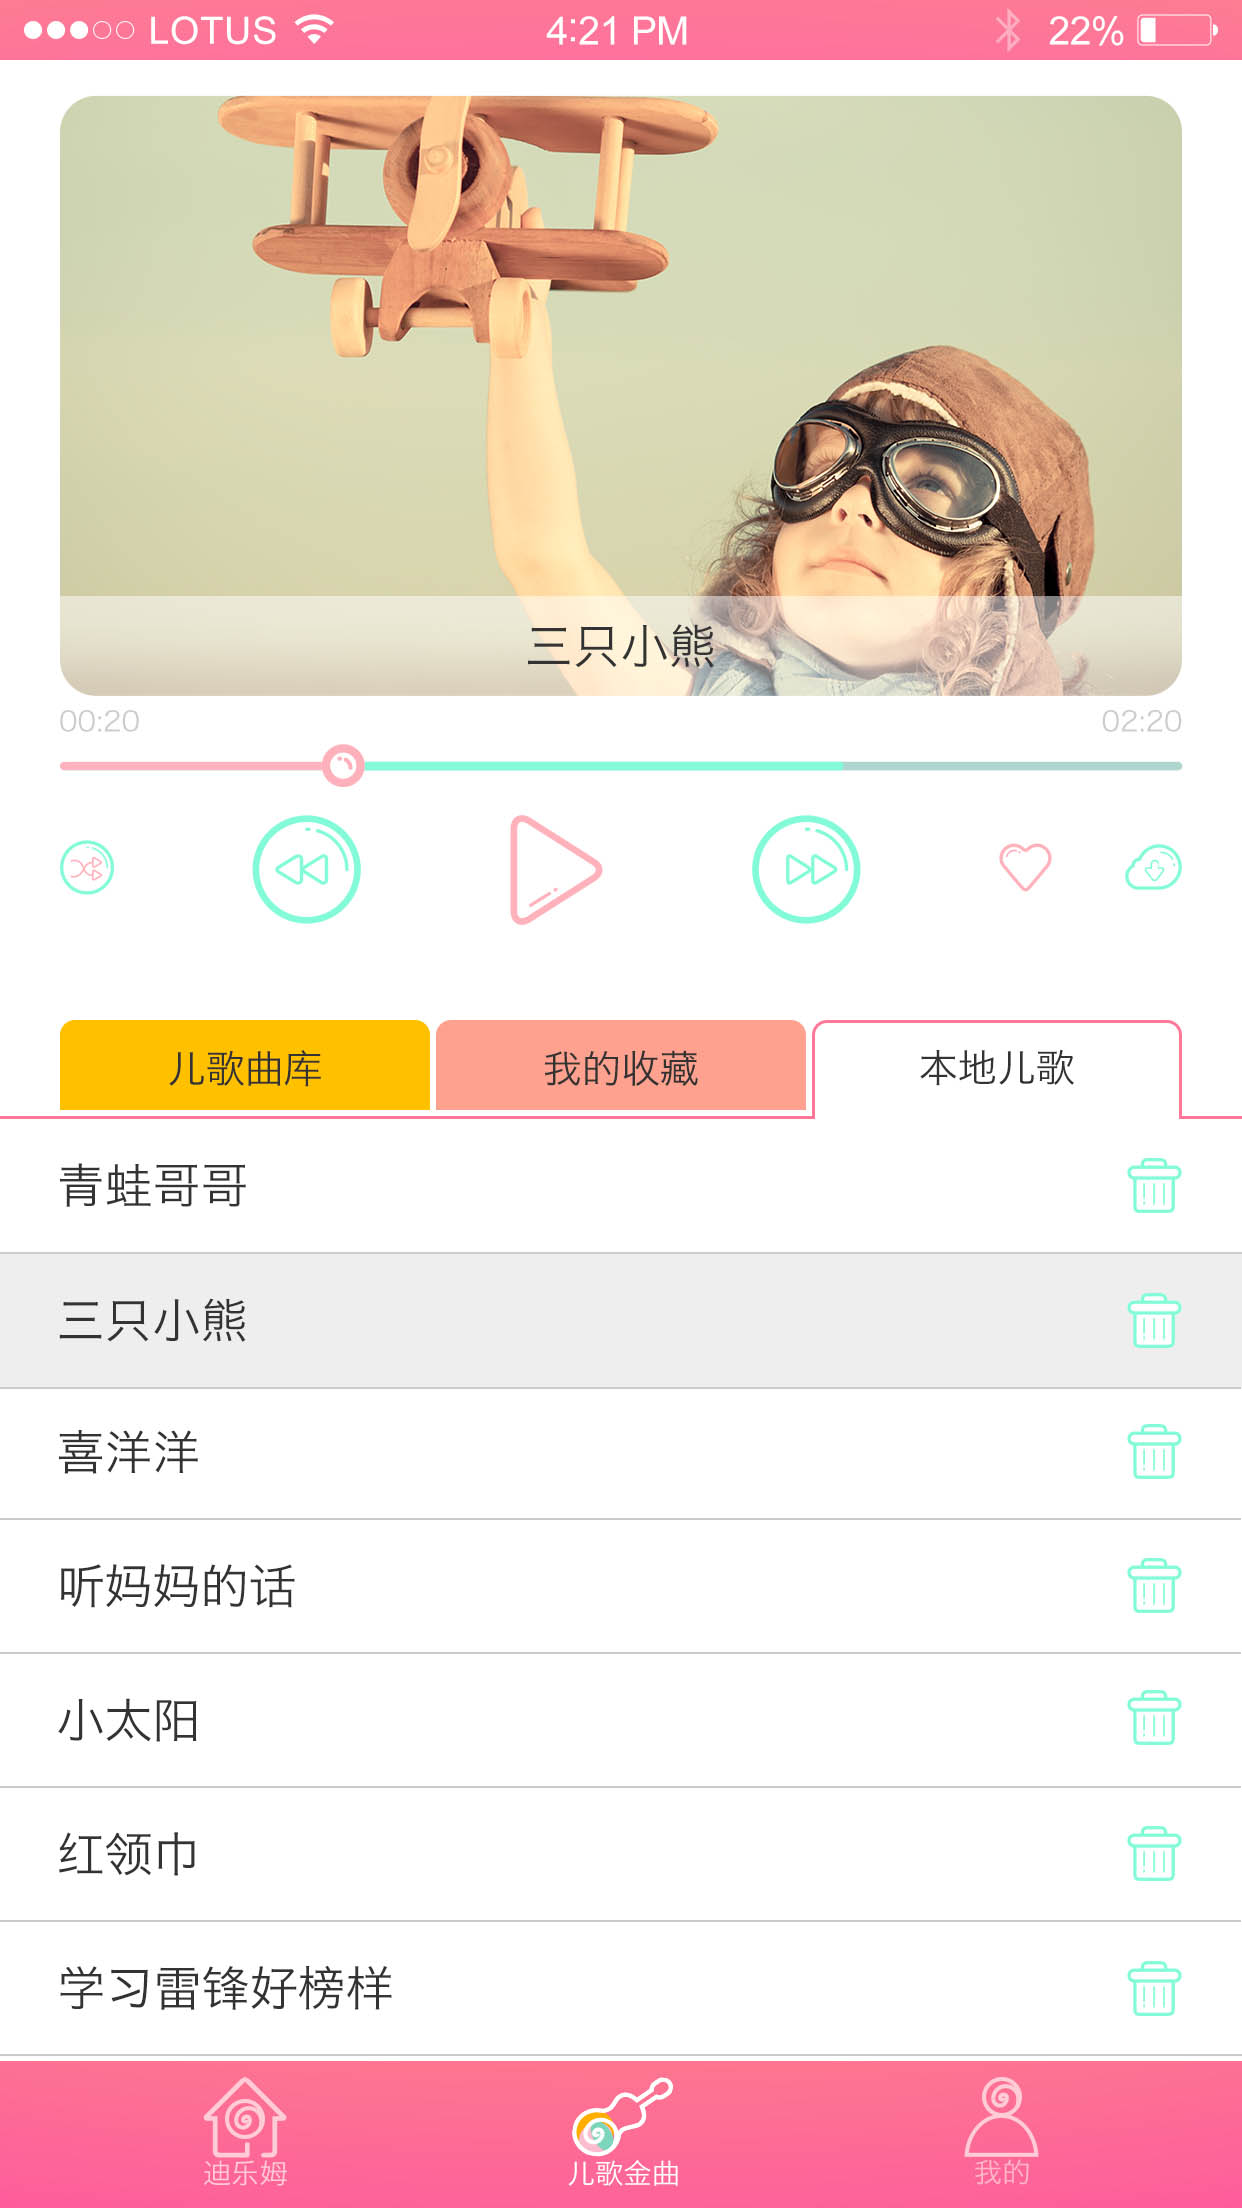 LOTUS 4:21 PM 22%
三只小熊
00:20 02:20
儿歌曲库 我的收藏 本地儿歌
青蛙哥哥
三只小熊
喜洋洋
听妈妈的话
小太阳
红领巾
学习雷锋好榜样
迪乐姆 儿歌金曲 我的